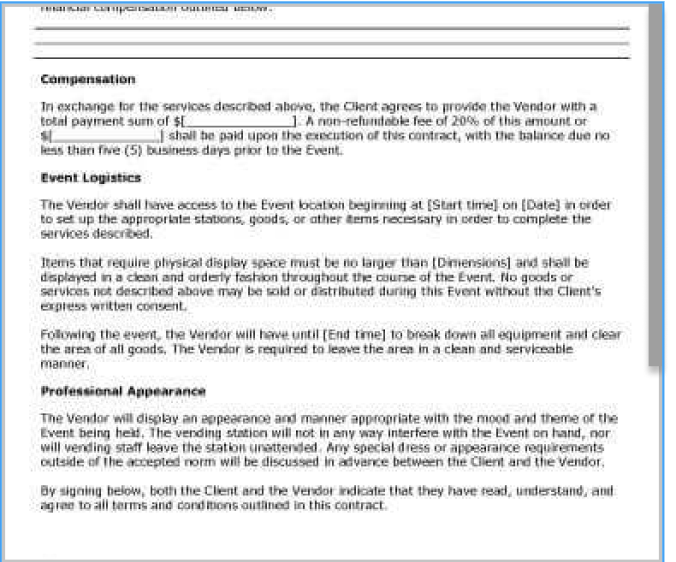 financial compensation outlined below.
Compensation
In exchange for the services described above, the Client agrees to provide the Vendor with a
total payment sum of $[____________]. A non-refundable fee of 20% of this amount or
$[____________] shall be paid upon the execution of this contract, with the balance due no
less than five (5) business days prior to the Event.
Event Logistics
The Vendor shall have access to the Event location beginning at [Start time] on [Date] in order
to set up the appropriate stations, goods, or other items necessary in order to complete the
services described.
Items that require physical display space must be no larger than [Dimensions] and shall be
displayed in a clean and orderly fashion throughout the course of the Event. No goods or
services not described above may be sold or distributed during this Event without the Client's
express written consent.
Following the event, the Vendor will have until [End time] to break down all equipment and clear
the area of all goods. The Vendor is required to leave the area in a clean and serviceable
manner.
Professional Appearance
The Vendor will display an appearance and manner appropriate with the mood and theme of the
Event being held. The vending station will not in any way interfere with the Event on hand, nor
will vending staff leave the station unattended. Any special dress or appearance requirements
outside of the accepted norm will be discussed in advance between the Client and the Vendor.
By signing below, both the Client and the Vendor indicate that they have read, understand, and
agree to all terms and conditions outlined in this contract.